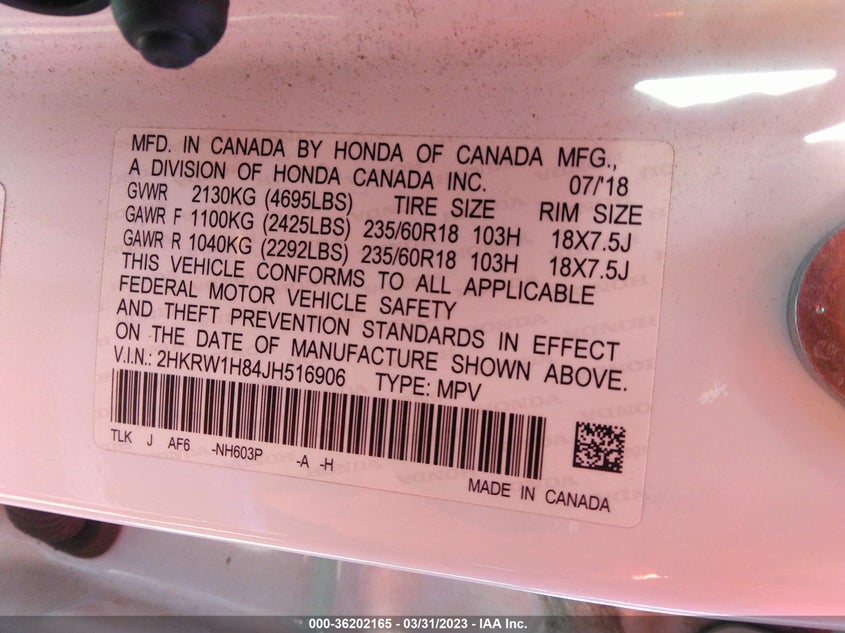 MFD. IN CANADA BY HONDA OF CANADA MFG.,
A DIVISION OF HONDA CANADA INC. 07/'18
GVWR 2130KG (4695LBS) TIRE SIZE RIM SIZE
GAWR F 1100KG (2425LBS) 235/60R18 103H 18X7.5J
GAWR R 1040KG (2292LBS) 235/60R18 103H 18X7.5J
THIS VEHICLE CONFORMS TO ALL APPLICABLE
FEDERAL MOTOR VEHICLE SAFETY
AND THEFT PREVENTION STANDARDS IN EFFECT
ON THE DATE OF MANUFACTURE SHOWN ABOVE.
V.I.N.: 2HKRW1H84JH516906 TYPE: MPV
TLK J AF6 -NH603P -A -H
MADE IN CANADA
000-36202165 - 03/31/2023 - IAA Inc.